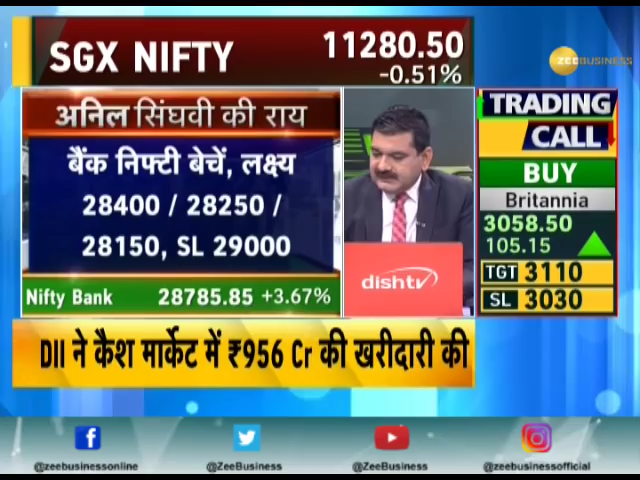 SGX NIFTY
11280.50
-0.51%
ZEEBUSINESS
अनिल सिंघवी की राय
बैंक निफ्टी बेचें, लक्ष्य
28400 / 28250 /
28150, SL 29000
Nifty Bank 28785.85 +3.67%
dishtv
TRADING
CALL
BUY
Britannia
3058.50
105.15
TGT 3110
SL 3030
DII ने कैश मार्केट में ₹956 Cr की खरीदारी की
@zeebusinessonline @ZeeBusiness @ZeeBusiness @zeebusinessofficial